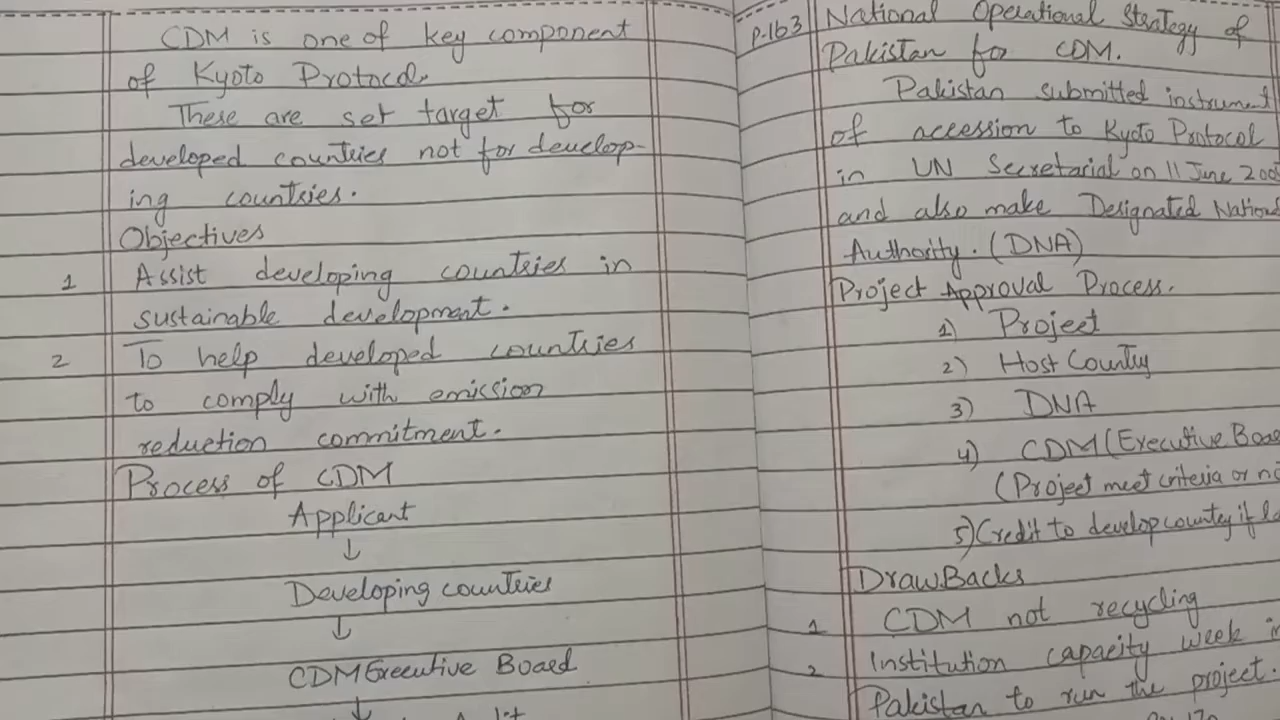 CDM is one of key component
of Kyoto Protocol.
These are set target for
developed countries not for develop-
ing countries.
Objectives
1 Assist developing countries in
sustainable development.
2 To help developed countries
to comply with emission
reduction commitment.
Process of CDM
Applicant
↓
Developing countries
↓
CDM Executive Board
↓
P-163 National Operational Strategy of
Pakistan for CDM.
Pakistan submitted instrument
of accession to Kyoto Protocol
in UN Secretarial on 11 June
and also make Designated
Authority. (DNA)
Project Approval Process.
1) Project
2) Host Country
3) DNA
4) CDM (Executive
(Project meet criteria or
5) Credit to develop county if
DrawBacks
1 CDM not recycling
2 Institution capacity week
Pakistan to run the project.